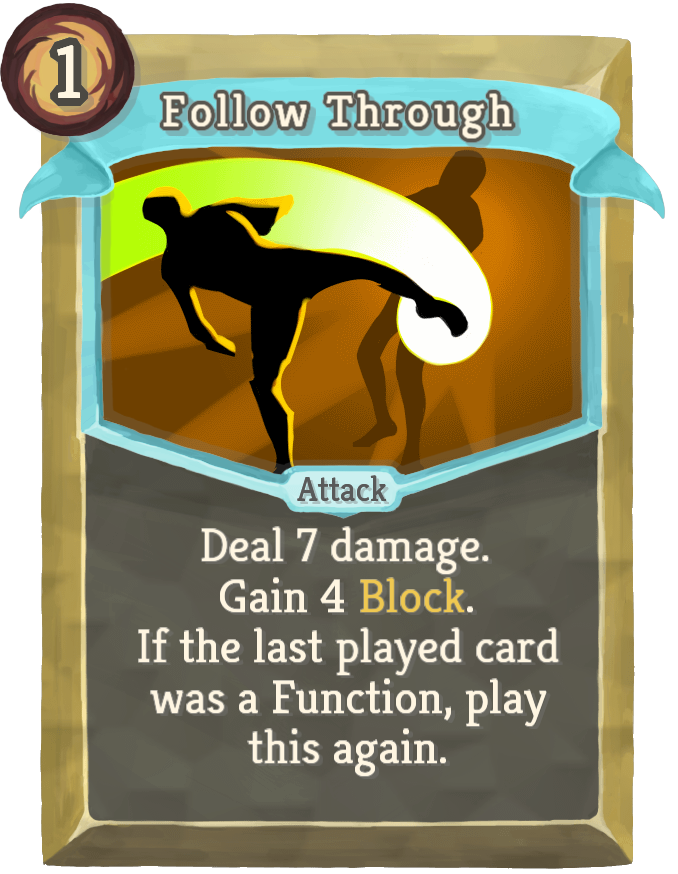 1
Follow Through
Attack
Deal 7 damage.
Gain 4 Block.
If the last played card
was a Function, play
this again.